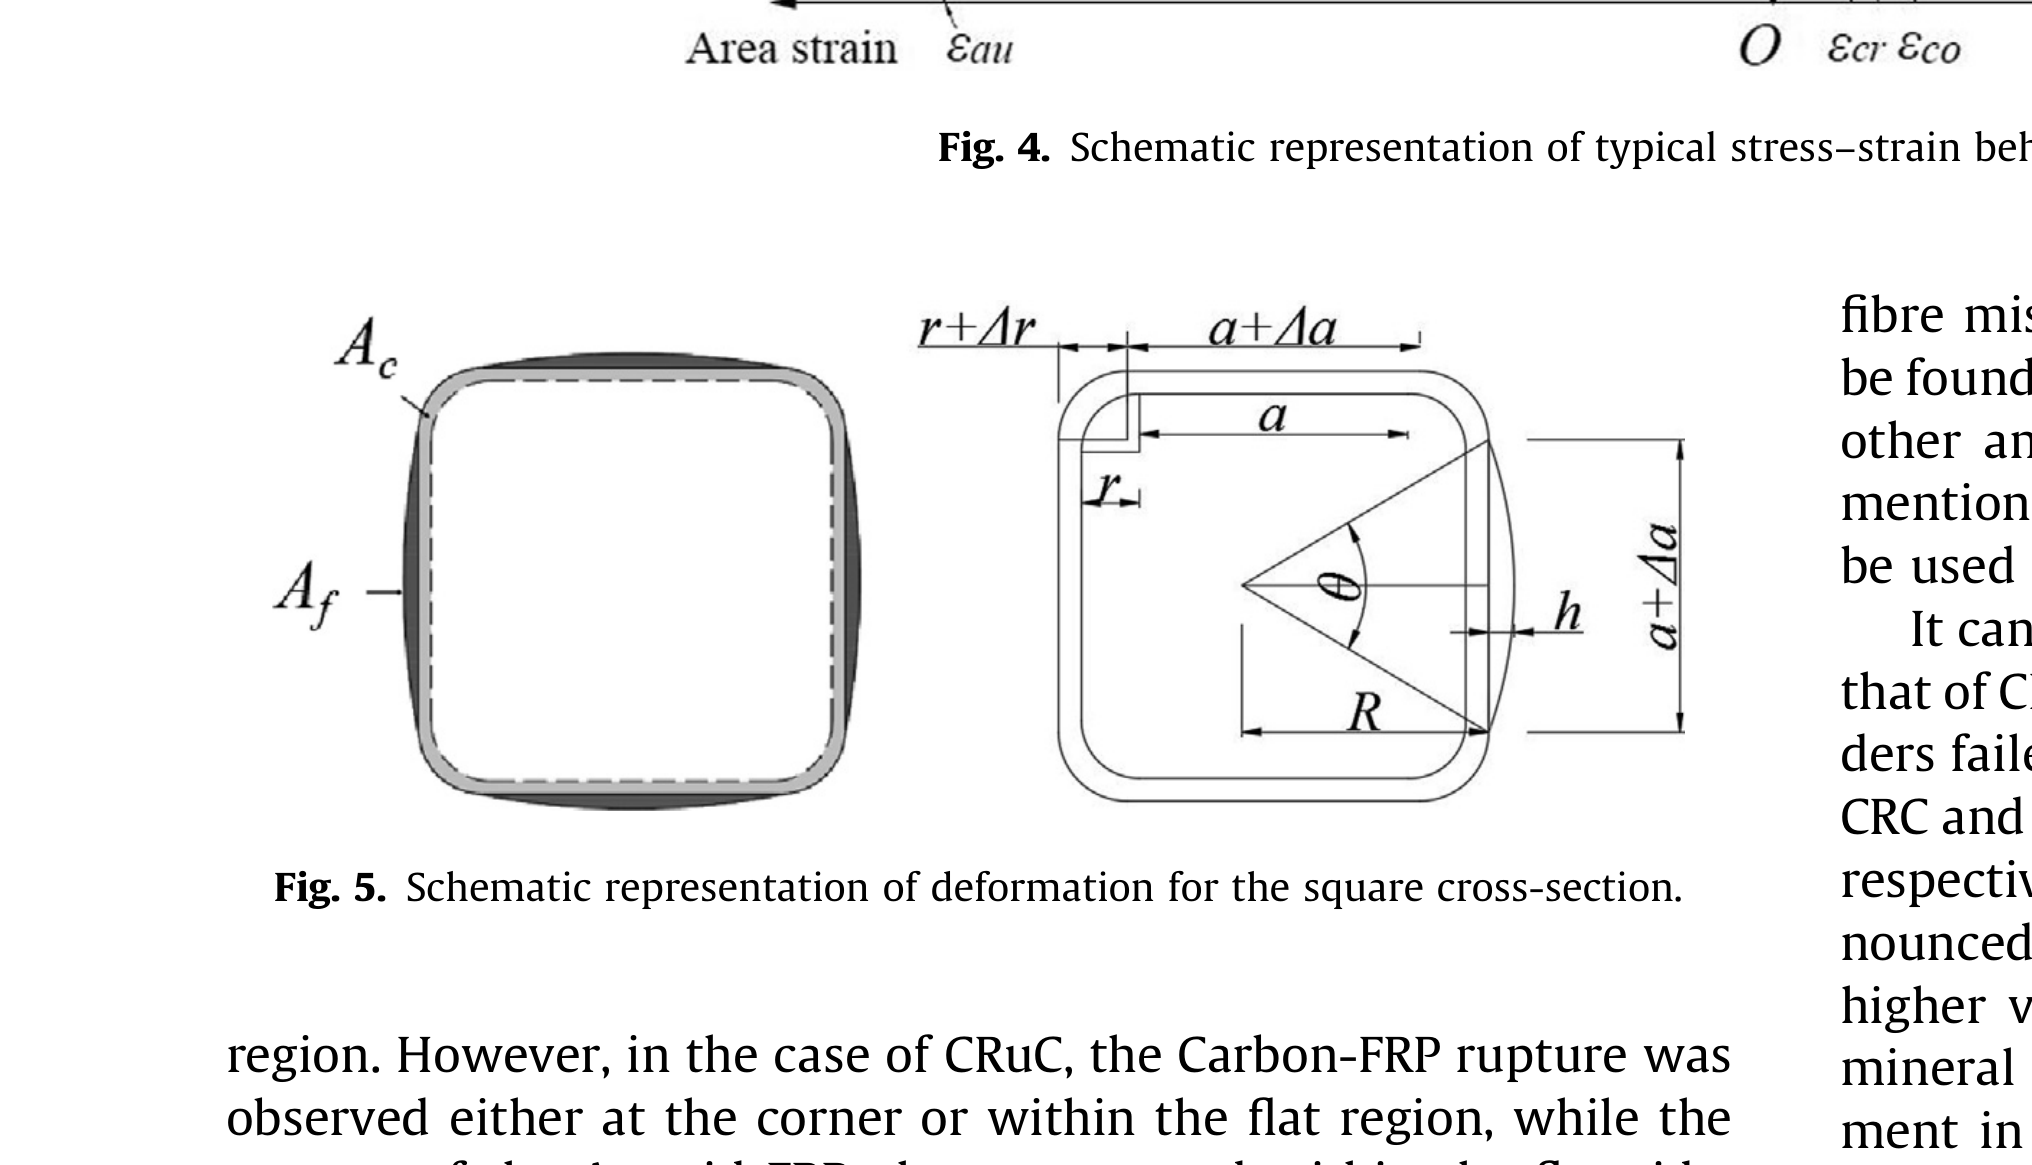 Area strain εau O εcr εco
Fig. 4. Schematic representation of typical stress–strain beh
r+Δr a+Δa
Ac
a
r
Af
θ
h
a+Δa
R
Fig. 5. Schematic representation of deformation for the square cross-section.
region. However, in the case of CRuC, the Carbon-FRP rupture was
observed either at the corner or within the flat region, while the
fibre mis
be found
other an
mention
be used
It can
that of C
ders faile
CRC and
respectiv
nounced
higher v
mineral
ment in